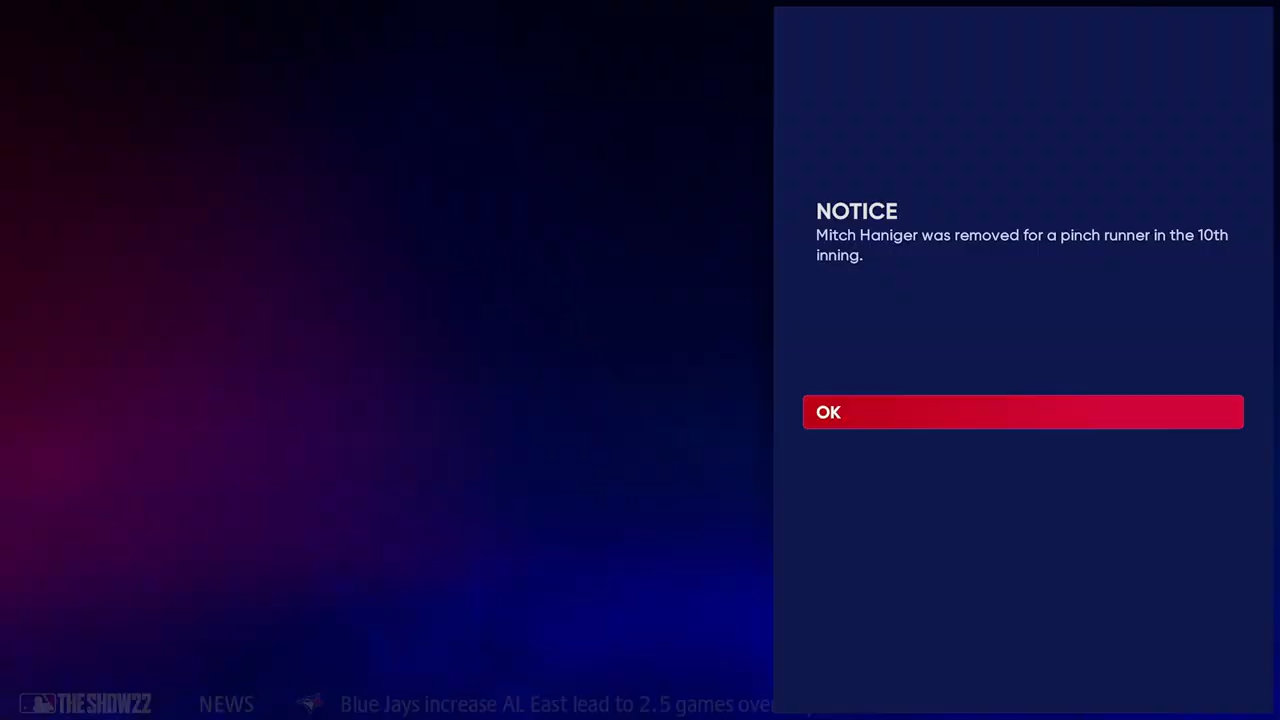 NOTICE
Mitch Haniger was removed for a pinch runner in the 10th
inning.
OK
THE SHOW 22 NEWS Blue Jays increase AL East lead to 2.5 games over